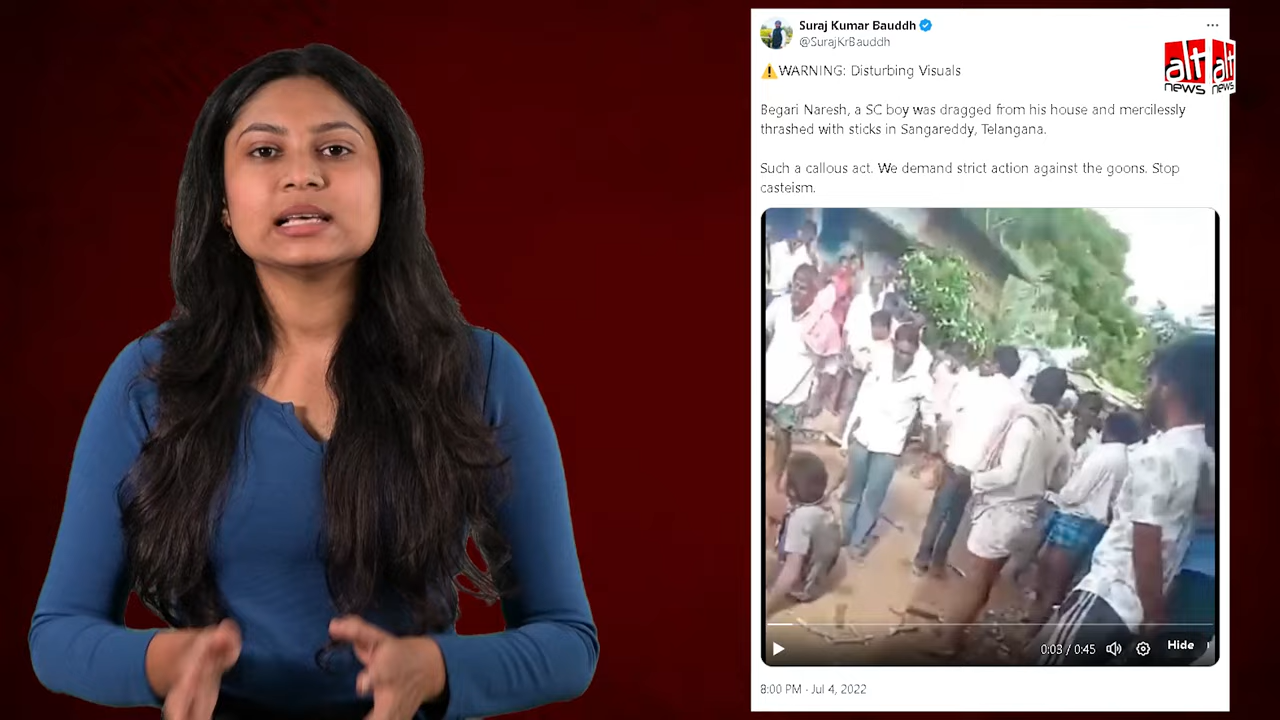 Suraj Kumar Bauddh
@SurajKrBauddh
alt alt
news news
⚠️WARNING: Disturbing Visuals
Begari Naresh, a SC boy was dragged from his house and mercilessly
thrashed with sticks in Sangareddy, Telangana.
Such a callous act. We demand strict action against the goons. Stop
casteism.
0:03 / 0:45
Hide
8:00 PM · Jul 4, 2022